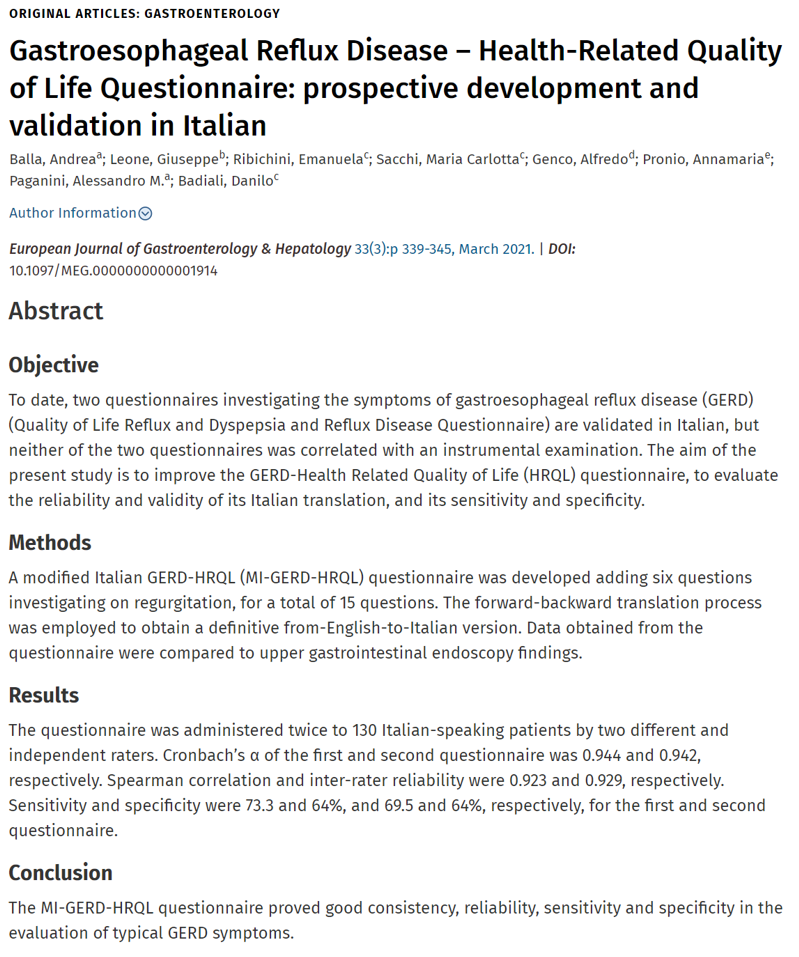 ORIGINAL ARTICLES: GASTROENTEROLOGY
Gastroesophageal Reflux Disease – Health-Related Quality
of Life Questionnaire: prospective development and
validation in Italian
Balla, Andreaa; Leone, Giuseppeb; Ribichini, Emanuelac; Sacchi, Maria Carlottac; Genco, Alfredod; Pronio, Annamariae;
Paganini, Alessandro M.a; Badiali, Daniloc
Author Information
European Journal of Gastroenterology & Hepatology 33(3):p 339-345, March 2021. | DOI:
10.1097/MEG.0000000000001914
Abstract
Objective
To date, two questionnaires investigating the symptoms of gastroesophageal reflux disease (GERD)
(Quality of Life Reflux and Dyspepsia and Reflux Disease Questionnaire) are validated in Italian, but
neither of the two questionnaires was correlated with an instrumental examination. The aim of the
present study is to improve the GERD-Health Related Quality of Life (HRQL) questionnaire, to evaluate
the reliability and validity of its Italian translation, and its sensitivity and specificity.
Methods
A modified Italian GERD-HRQL (MI-GERD-HRQL) questionnaire was developed adding six questions
investigating on regurgitation, for a total of 15 questions. The forward-backward translation process
was employed to obtain a definitive from-English-to-Italian version. Data obtained from the
questionnaire were compared to upper gastrointestinal endoscopy findings.
Results
The questionnaire was administered twice to 130 Italian-speaking patients by two different and
independent raters. Cronbach's α of the first and second questionnaire was 0.944 and 0.942,
respectively. Spearman correlation and inter-rater reliability were 0.923 and 0.929, respectively.
Sensitivity and specificity were 73.3 and 64%, and 69.5 and 64%, respectively, for the first and second
questionnaire.
Conclusion
The MI-GERD-HRQL questionnaire proved good consistency, reliability, sensitivity and specificity in the
evaluation of typical GERD symptoms.